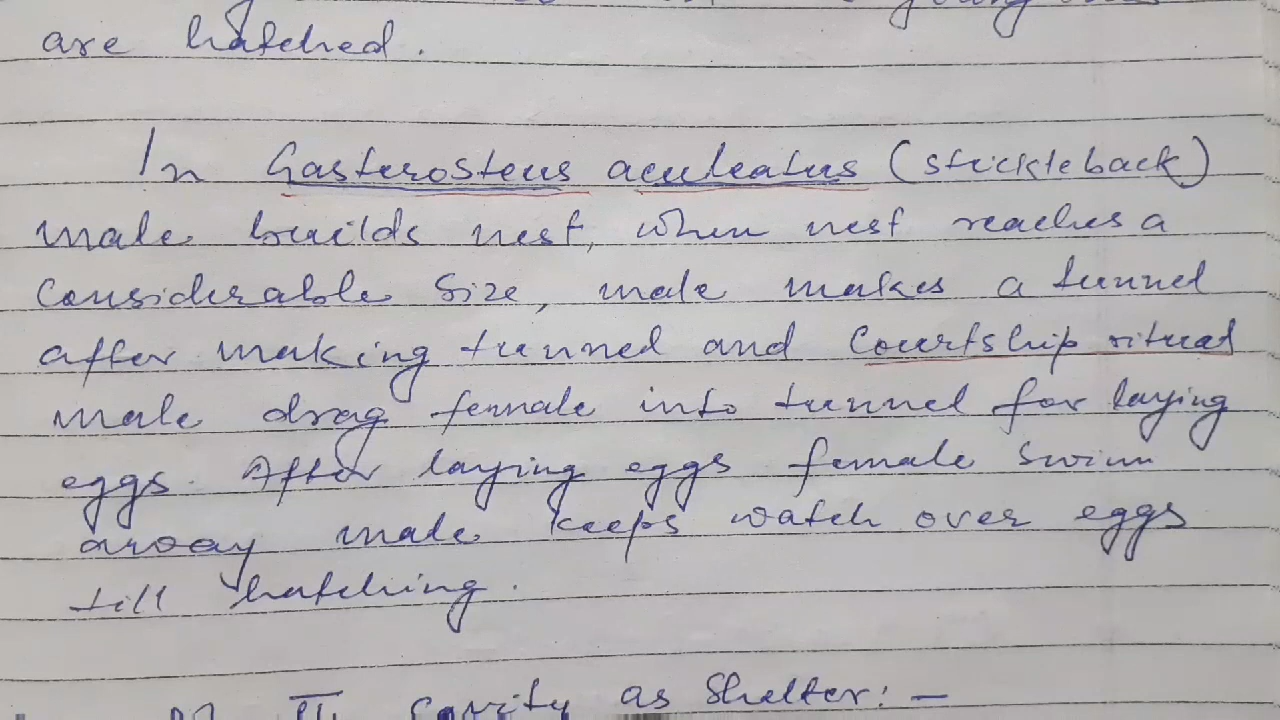 young ones
are hatched.
In Gasterosteus aculeatus (stickleback)
male builds nest, when nest reaches a
considerable size, male makes a tunnel
after making tunnel and courtship ritual
male drag female into tunnel for laying
eggs. After laying eggs female swim
away male keeps watch over eggs
till hatching.
cavity as Shelter: -